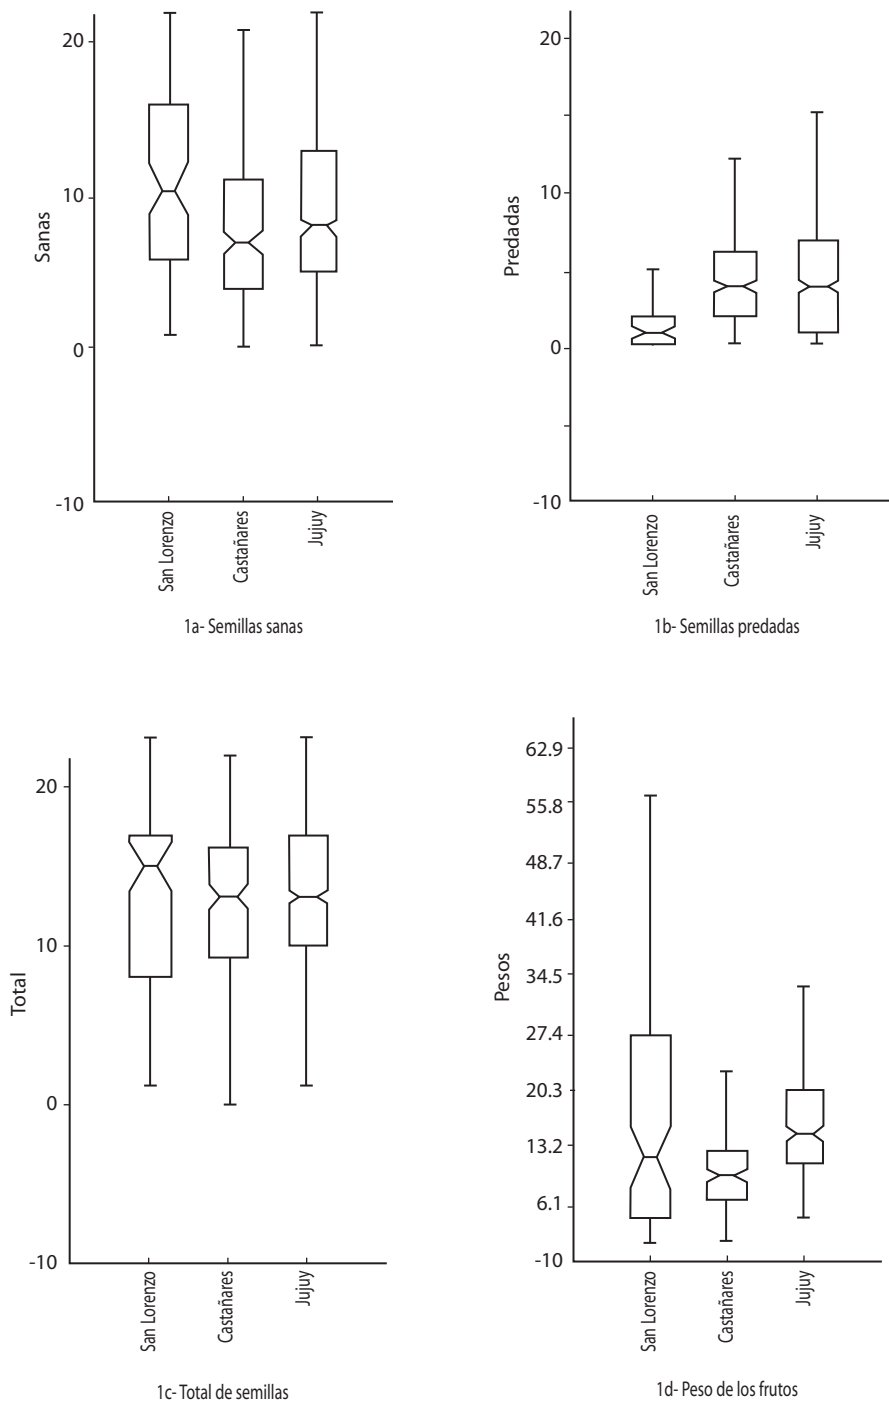 20
10
0
-10
Sanas
San Lorenzo
Castañares
Jujuy
1a- Semillas sanas
20
10
0
-10
Predadas
San Lorenzo
Castañares
Jujuy
1b- Semillas predadas
20
10
0
-10
Total
San Lorenzo
Castañares
Jujuy
1c- Total de semillas
62.9
55.8
48.7
41.6
34.5
27.4
20.3
13.2
6.1
-10
Pesos
San Lorenzo
Castañares
Jujuy
1d- Peso de los frutos